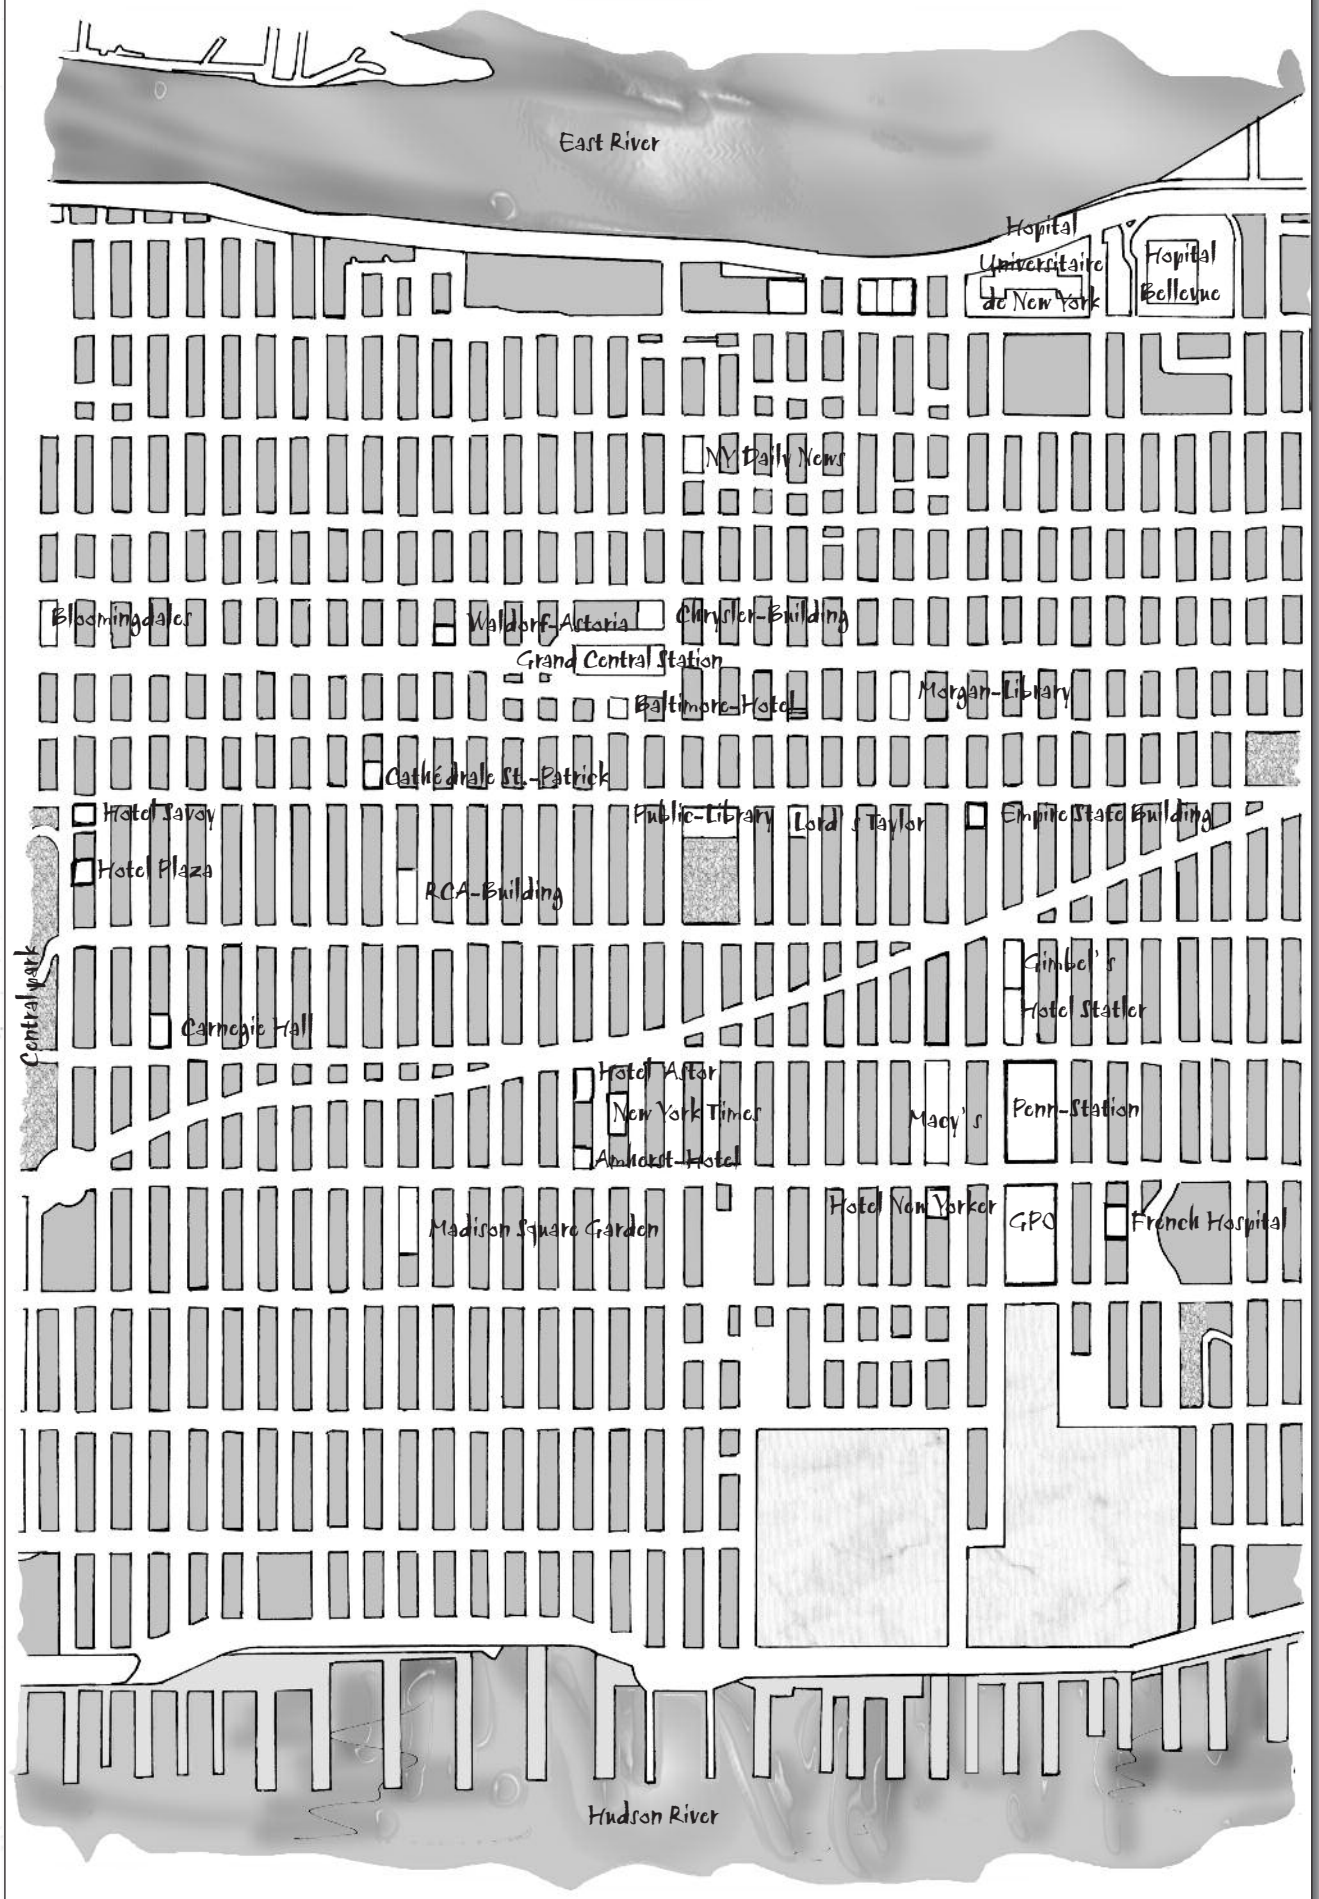 East River
Hopital
Universitaire
de New York
Hopital
Bellevue
NY Daily News
Bloomingdales
Waldorf-Astoria
Chrysler-Building
Grand Central Station
Baltimore-Hotel
Morgan-Library
Cathédrale St.-Patrick
Hotel Savoy
Public-Library
Lord's Taylor
Empire State Building
Hotel Plaza
RCA-Building
Central park
Gimbel's
Hotel Statler
Carnegie Hall
Hotel Astor
New York Times
Macy's
Penn-Station
Amherst-Hotel
Hotel New Yorker
GPO
French Hospital
Madison Square Garden
Hudson River